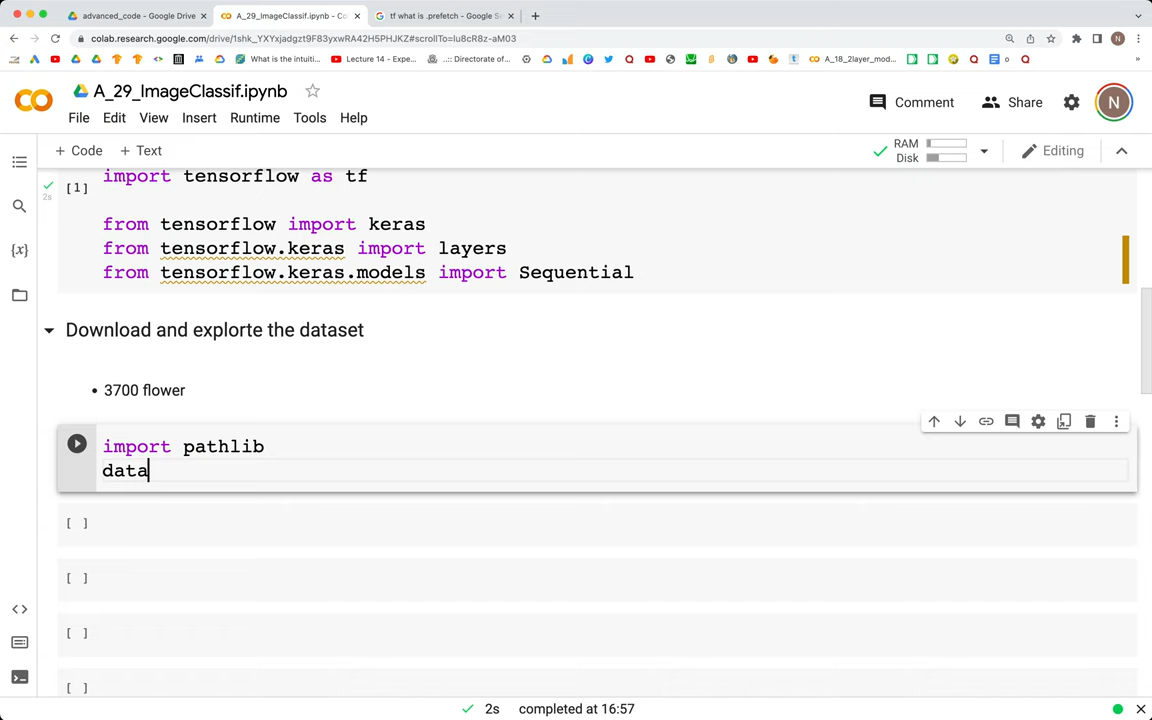 advanced_code - Google Drive
A_29_ImageClassif.ipynb - Co
tf what is .prefetch - Google S
colab.research.google.com/drive/1shk_YXYxjadgzt9F83yxwRA42H5PHJKZ#scrollTo=lu8cR8z-aM03
What is the intuiti...
Lecture 14 - Expe...
..:: Directorate of...
A_18_2layer_mod...
A_29_ImageClassif.ipynb
File Edit View Insert Runtime Tools Help
Comment
Share
N
+ Code + Text
RAM
Disk
Editing
import tensorflow as tf
[1]
2s
from tensorflow import keras
from tensorflow.keras import layers
from tensorflow.keras.models import Sequential
Download and explorte the dataset
• 3700 flower
import pathlib
data
[ ]
[ ]
[ ]
[ ]
2s completed at 16:57